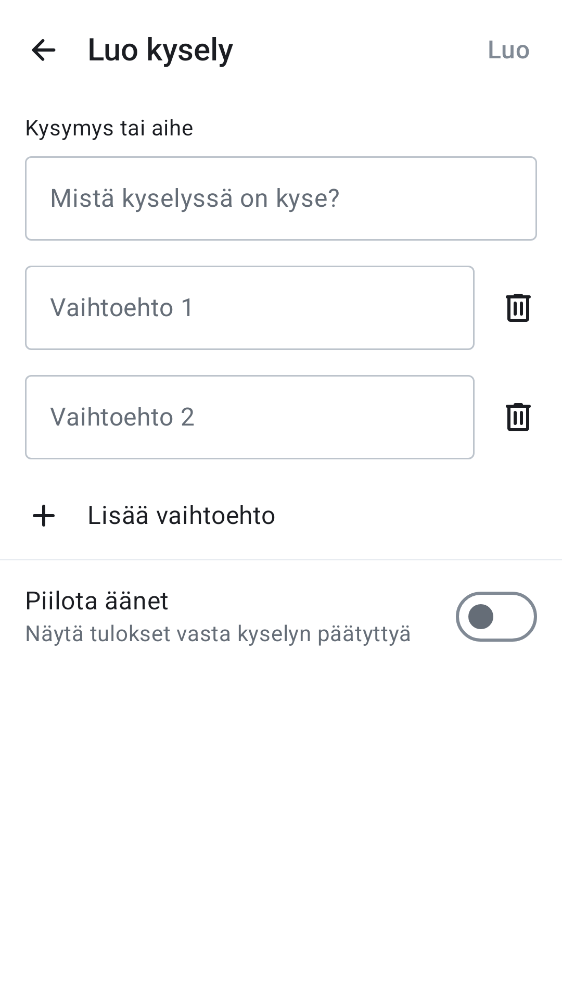 Luo kysely
Luo
Kysymys tai aihe
Mistä kyselyssä on kyse?
Vaihtoehto 1
Vaihtoehto 2
Lisää vaihtoehto
Piilota äänet
Näytä tulokset vasta kyselyn päätyttyä